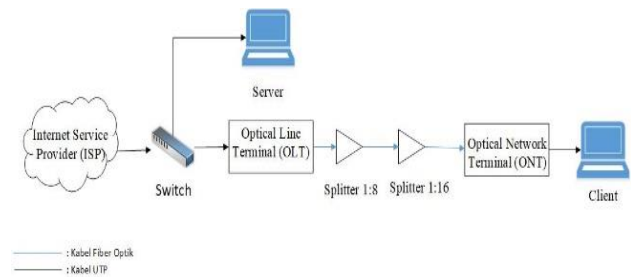 Server
Internet Service
Provider (ISP)
Switch
Optical Line
Terminal (OLT)
Splitter 1:8
Splitter 1:16
Optical Network
Terminal (ONT)
Client
: Kabel Fiber Optik
: Kabel UTP